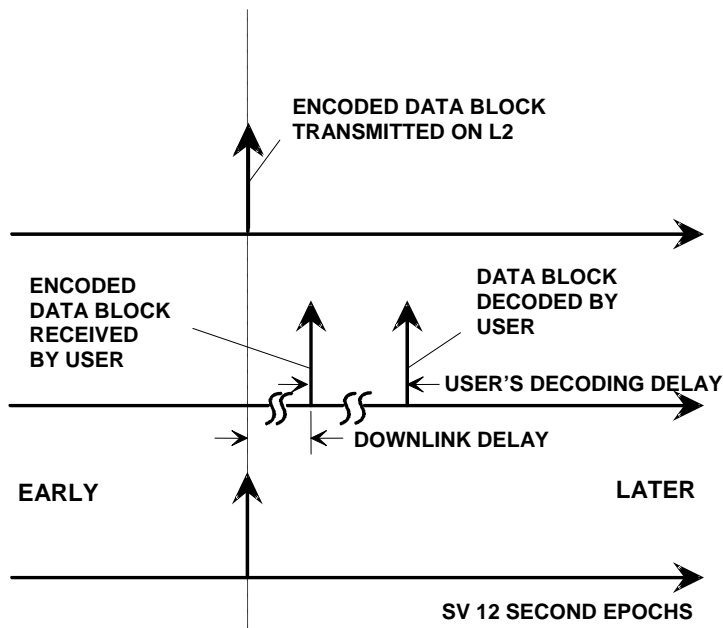 ENCODED DATA BLOCK
TRANSMITTED ON L2
ENCODED
DATA BLOCK
RECEIVED
BY USER
DATA BLOCK
DECODED BY
USER
USER’S DECODING DELAY
DOWNLINK DELAY
EARLY
LATER
SV 12 SECOND EPOCHS